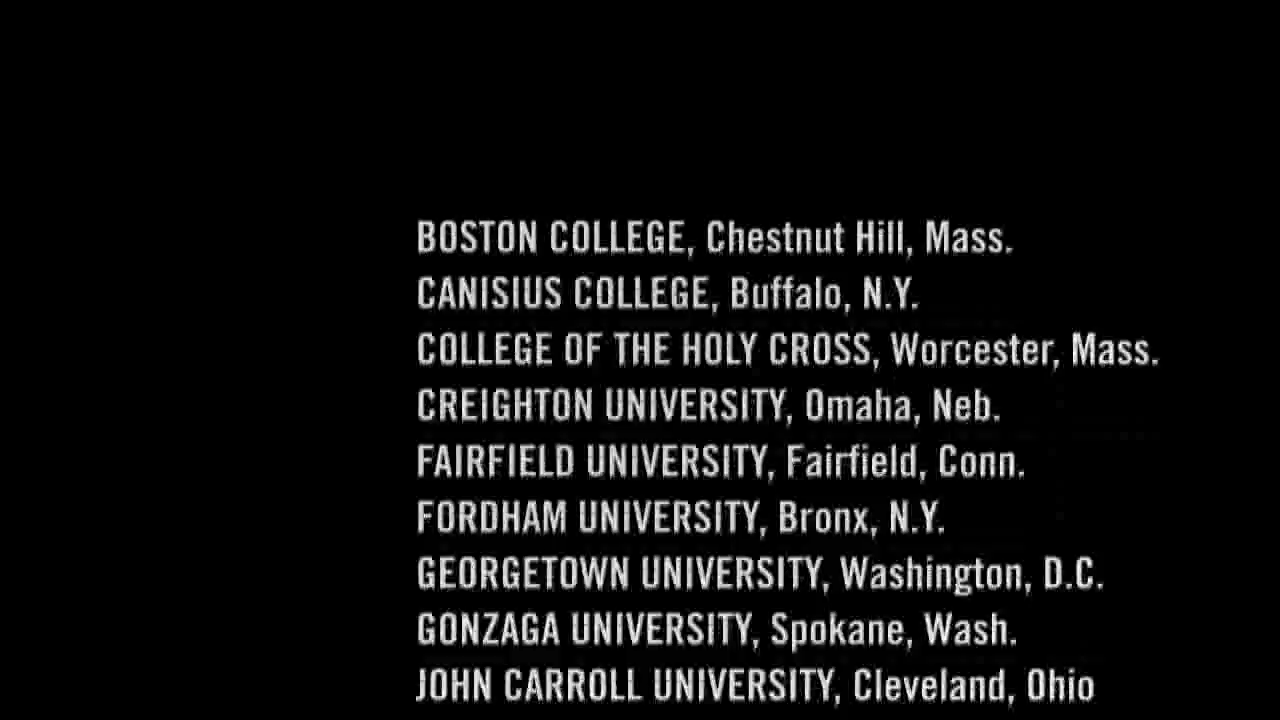 BOSTON COLLEGE, Chestnut Hill, Mass.
CANISIUS COLLEGE, Buffalo, N.Y.
COLLEGE OF THE HOLY CROSS, Worcester, Mass.
CREIGHTON UNIVERSITY, Omaha, Neb.
FAIRFIELD UNIVERSITY, Fairfield, Conn.
FORDHAM UNIVERSITY, Bronx, N.Y.
GEORGETOWN UNIVERSITY, Washington, D.C.
GONZAGA UNIVERSITY, Spokane, Wash.
JOHN CARROLL UNIVERSITY, Cleveland, Ohio